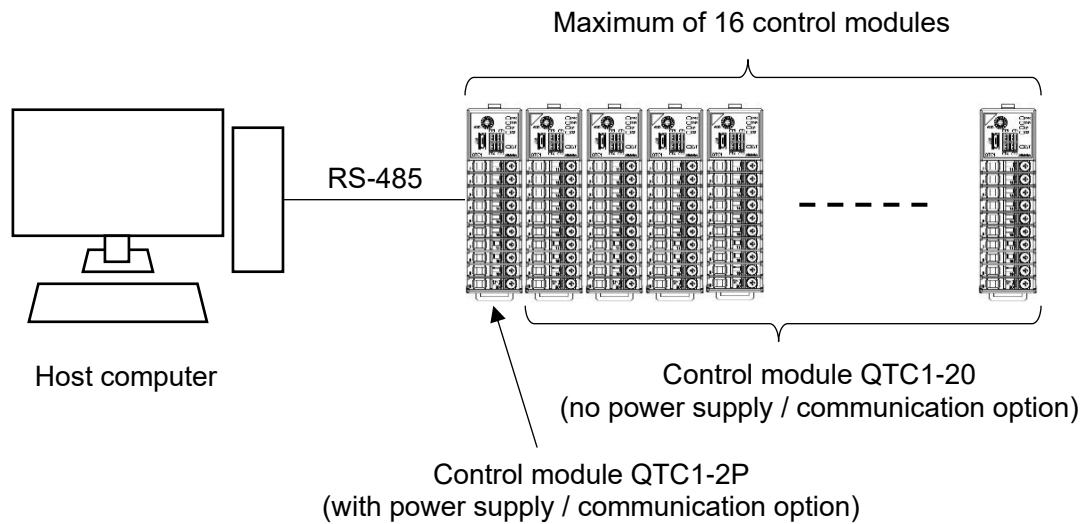 Maximum of 16 control modules
RS-485
Host computer
Control module QTC1-20
(no power supply / communication option)
Control module QTC1-2P
(with power supply / communication option)